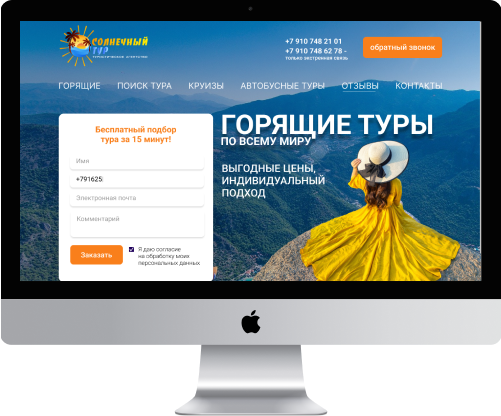 СОЛНЕЧНЫЙ
ТУР
ТУРИСТИЧЕСКОЕ АГЕНТСТВО
+7 910 748 21 01
+7 910 748 62 78 -
только экстренная связь
обратный звонок
ГОРЯЩИЕ ПОИСК ТУРА КРУИЗЫ АВТОБУСНЫЕ ТУРЫ ОТЗЫВЫ КОНТАКТЫ
Бесплатный подбор
тура за 15 минут!
Имя
+791625
Электронная почта
Комментарий
Заказать
Я даю согласие
на обработку моих
персональных данных
ГОРЯЩИЕ ТУРЫ
ПО ВСЕМУ МИРУ
ВЫГОДНЫЕ ЦЕНЫ,
ИНДИВИДУАЛЬНЫЙ
ПОДХОД